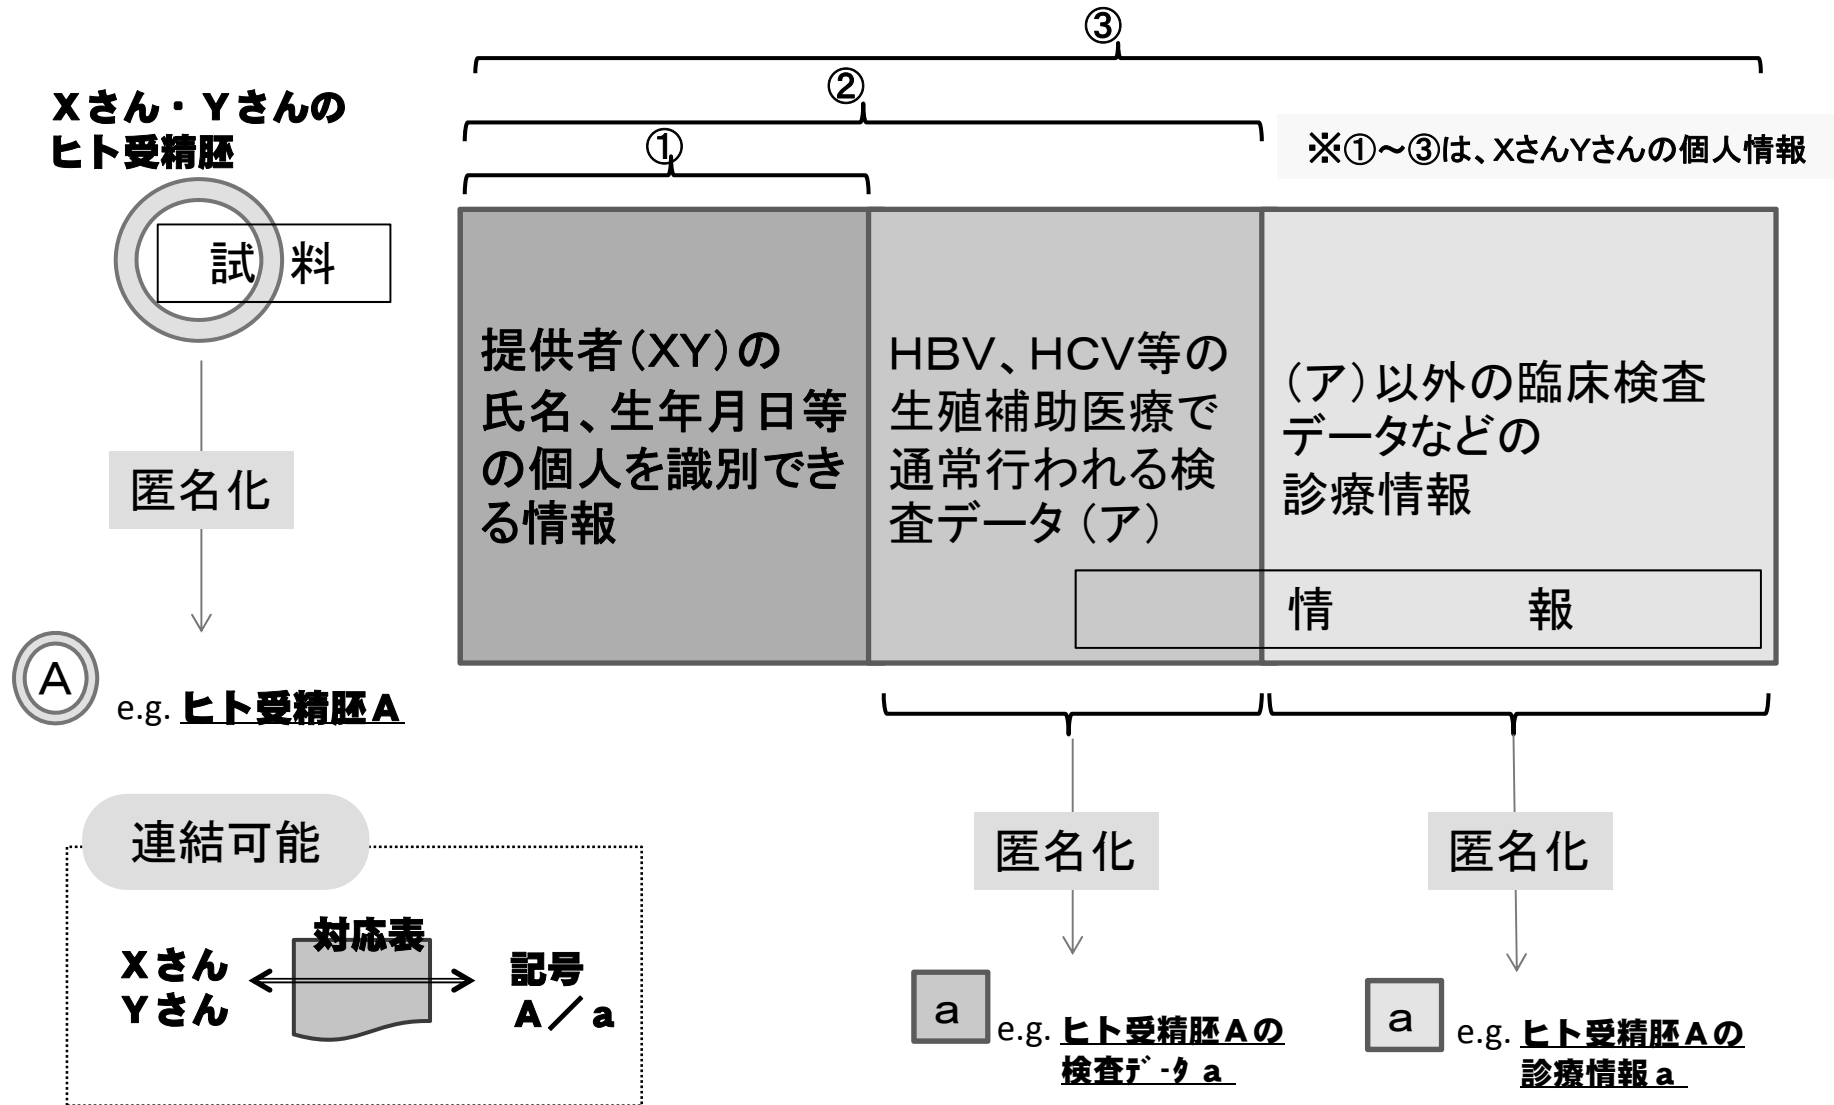 ③
②
①
Xさん・Yさんの
ヒト受精胚
※①～③は、XさんYさんの個人情報
試 料
提供者（XY）の
氏名、生年月日等
の個人を識別でき
る情報
HBV、HCV等の
生殖補助医療で
通常行われる検
査データ（ア）
（ア）以外の臨床検査
データなどの
診療情報
情 報
匿名化
A
e.g. ヒト受精胚A
連結可能
対応表
Xさん
Yさん
記号
A／a
匿名化
匿名化
a
e.g. ヒト受精胚Aの
検査ﾃﾞｰﾀ a
a
e.g. ヒト受精胚Aの
診療情報a